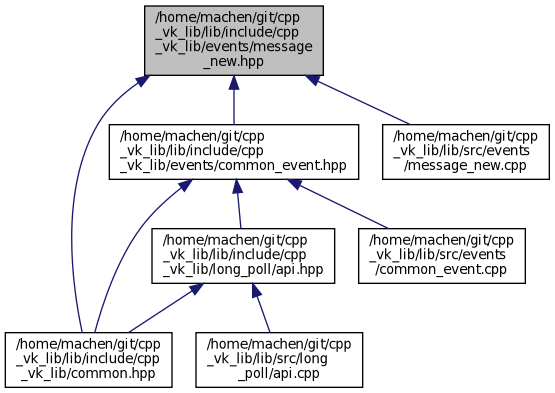 /home/machen/git/cpp
_vk_lib/lib/include/cpp
_vk_lib/events/message
_new.hpp
/home/machen/git/cpp
_vk_lib/lib/include/cpp
_vk_lib/events/common_event.hpp
/home/machen/git/cpp
_vk_lib/lib/src/events
/message_new.cpp
/home/machen/git/cpp
_vk_lib/lib/include/cpp
_vk_lib/long_poll/api.hpp
/home/machen/git/cpp
_vk_lib/lib/src/events
/common_event.cpp
/home/machen/git/cpp
_vk_lib/lib/include/cpp
_vk_lib/common.hpp
/home/machen/git/cpp
_vk_lib/lib/src/long
_poll/api.cpp